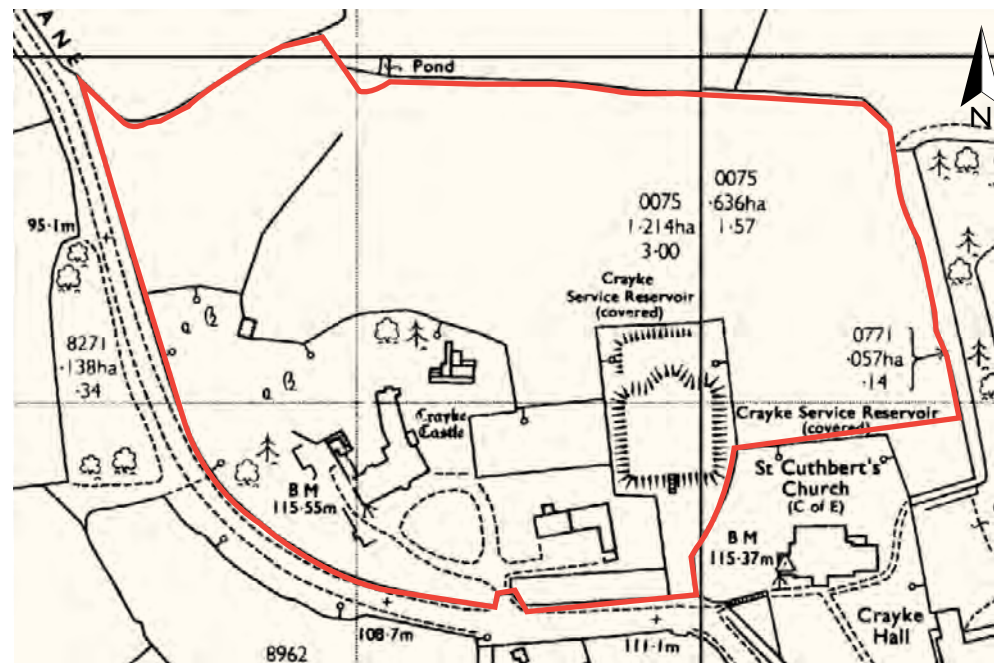 LANE
Pond
N
0075
1·214ha
3·00
0075
·636ha
1·57
95·1m
Crayke
Service Reservoir
(covered)
8271
·138ha
·34
0771
·057ha
·14
Crayke
Castle
Crayke Service Reservoir
(covered)
St Cuthbert's
Church
(C of E)
B M
115·55m
B M
115·37m
Crayke
Hall
108·7m
111·1m
8962